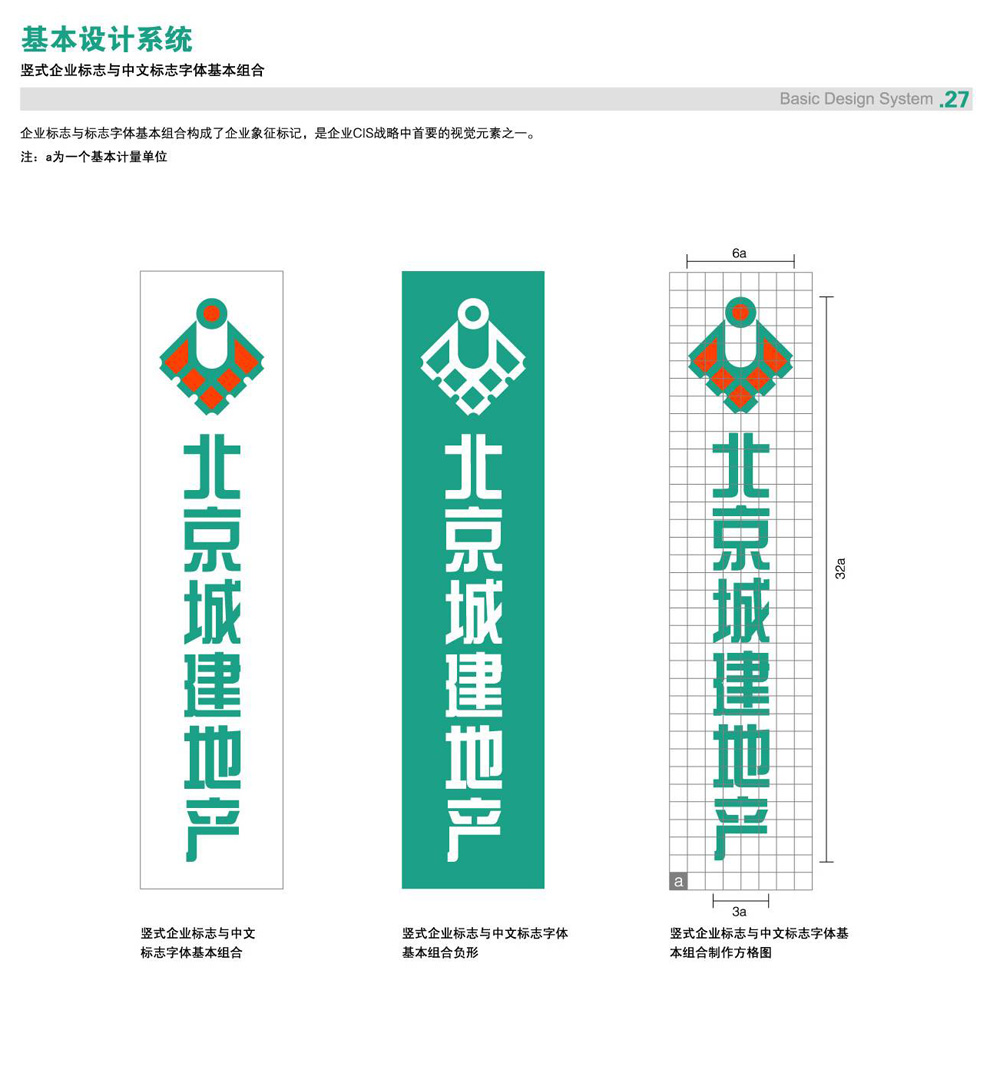 基本设计系统
竖式企业标志与中文标志字体基本组合
Basic Design System .27
企业标志与标志字体基本组合构成了企业象征标记，是企业CIS战略中首要的视觉元素之一。
注：a为一个基本计量单位
6a
北京城建地产
北京城建地产
北京城建地产
32a
a
3a
竖式企业标志与中文
标志字体基本组合
竖式企业标志与中文标志字体
基本组合负形
竖式企业标志与中文标志字体基
本组合制作方格图